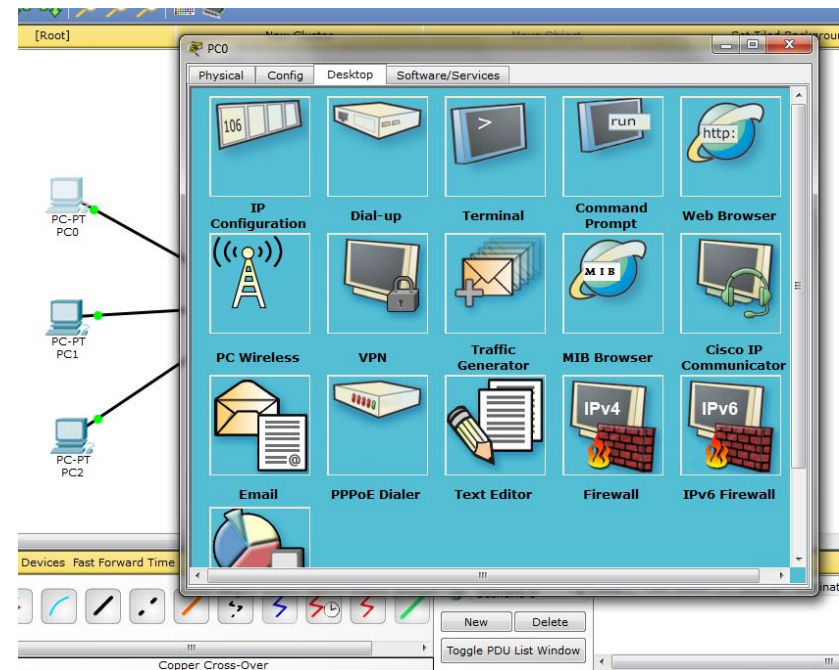 [Root]
PC0
Physical
Config
Desktop
Software/Services
106
>
run
http:
IP
Configuration
Dial-up
Terminal
Command
Prompt
Web Browser
MIB
PC Wireless
VPN
Traffic
Generator
MIB Browser
Cisco IP
Communicator
@
IPv4
IPv6
Email
PPPoE Dialer
Text Editor
Firewall
IPv6 Firewall
PC-PT
PC0
PC-PT
PC1
PC-PT
PC2
Devices Fast Forward Time
New
Delete
Toggle PDU List Window
Copper Cross-Over